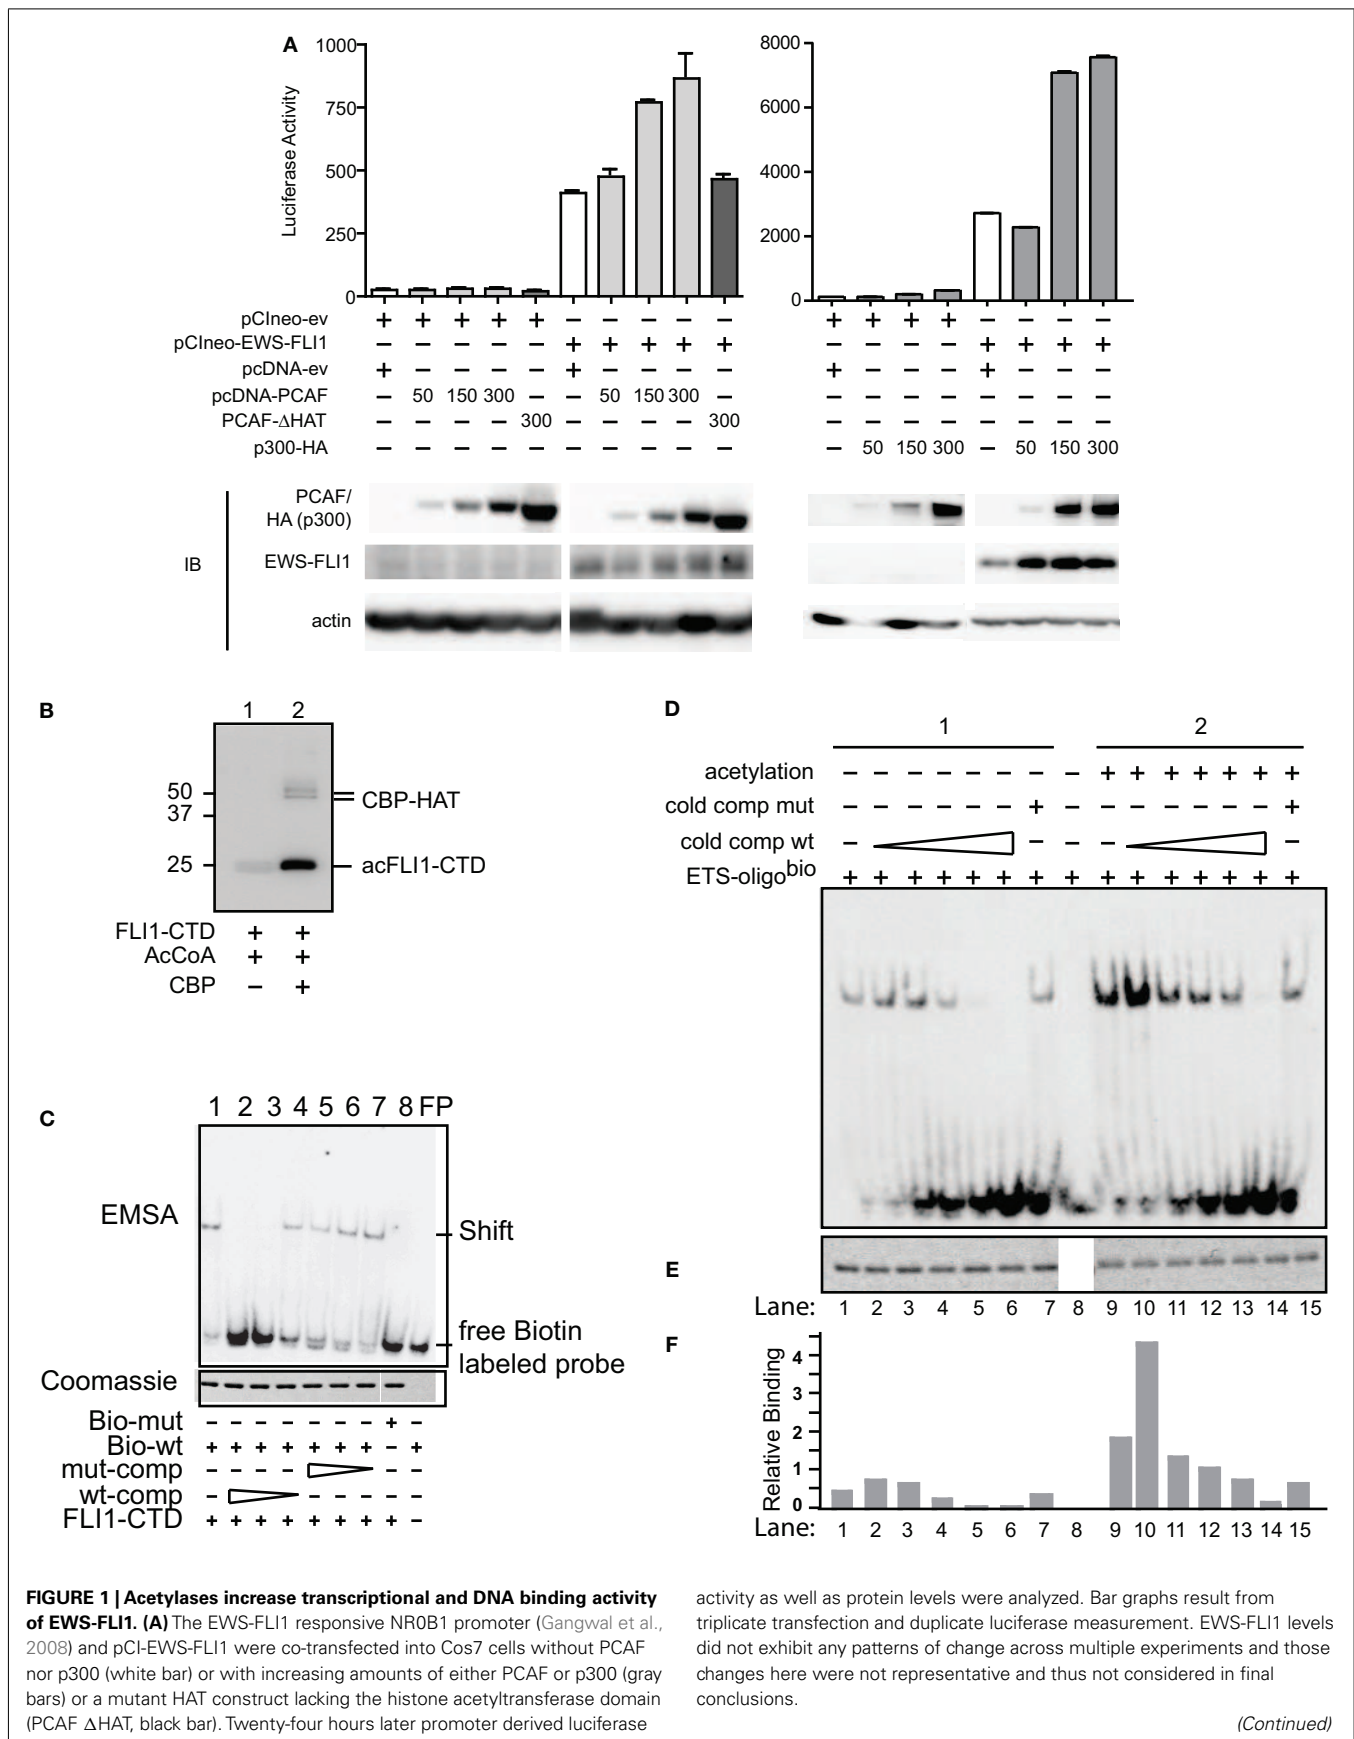 A
Luciferase Activity
1000
750
500
250
0
8000
6000
4000
2000
0
pCIneo-ev + + + + + − − − − − + + + + − − − −
pCIneo-EWS-FLI1 − − − − − + + + + + − − − − + + + +
pcDNA-ev + − − − − + − − − − + − − − + − − −
pcDNA-PCAF − 50 150 300 − − 50 150 300 − − − − − − − − −
PCAF-ΔHAT − − − − 300 − − − − 300 − − − − − − − −
p300-HA − − − − − − − − − − − 50 150 300 − 50 150 300
IB
PCAF/
HA (p300)
EWS-FLI1
actin
B
1 2
50
37
25
CBP-HAT
acFLI1-CTD
FLI1-CTD + +
AcCoA + +
CBP − +
C
1 2 3 4 5 6 7 8 FP
EMSA
Shift
free Biotin
labeled probe
Coomassie
Bio-mut − − − − − − − + −
Bio-wt + + + + + + + − +
mut-comp − − − − − −
wt-comp − − − − − −
FLI1-CTD + + + + + + + + −
D
1 2
acetylation − − − − − − − − + + + + + + +
cold comp mut − − − − − − + − − − − − − − +
cold comp wt − − − − −
ETS-oligobio + + + + + + + + + + + + + + +
E
Lane: 1 2 3 4 5 6 7 8 9 10 11 12 13 14 15
F
Relative Binding
4
3
2
1
0
Lane: 1 2 3 4 5 6 7 8 9 10 11 12 13 14 15
FIGURE 1 | Acetylases increase transcriptional and DNA binding activity
of EWS-FLI1. (A) The EWS-FLI1 responsive NR0B1 promoter (Gangwal et al.,
2008) and pCI-EWS-FLI1 were co-transfected into Cos7 cells without PCAF
nor p300 (white bar) or with increasing amounts of either PCAF or p300 (gray
bars) or a mutant HAT construct lacking the histone acetyltransferase domain
(PCAF ΔHAT, black bar). Twenty-four hours later promoter derived luciferase
activity as well as protein levels were analyzed. Bar graphs result from
triplicate transfection and duplicate luciferase measurement. EWS-FLI1 levels
did not exhibit any patterns of change across multiple experiments and those
changes here were not representative and thus not considered in final
conclusions.
(Continued)